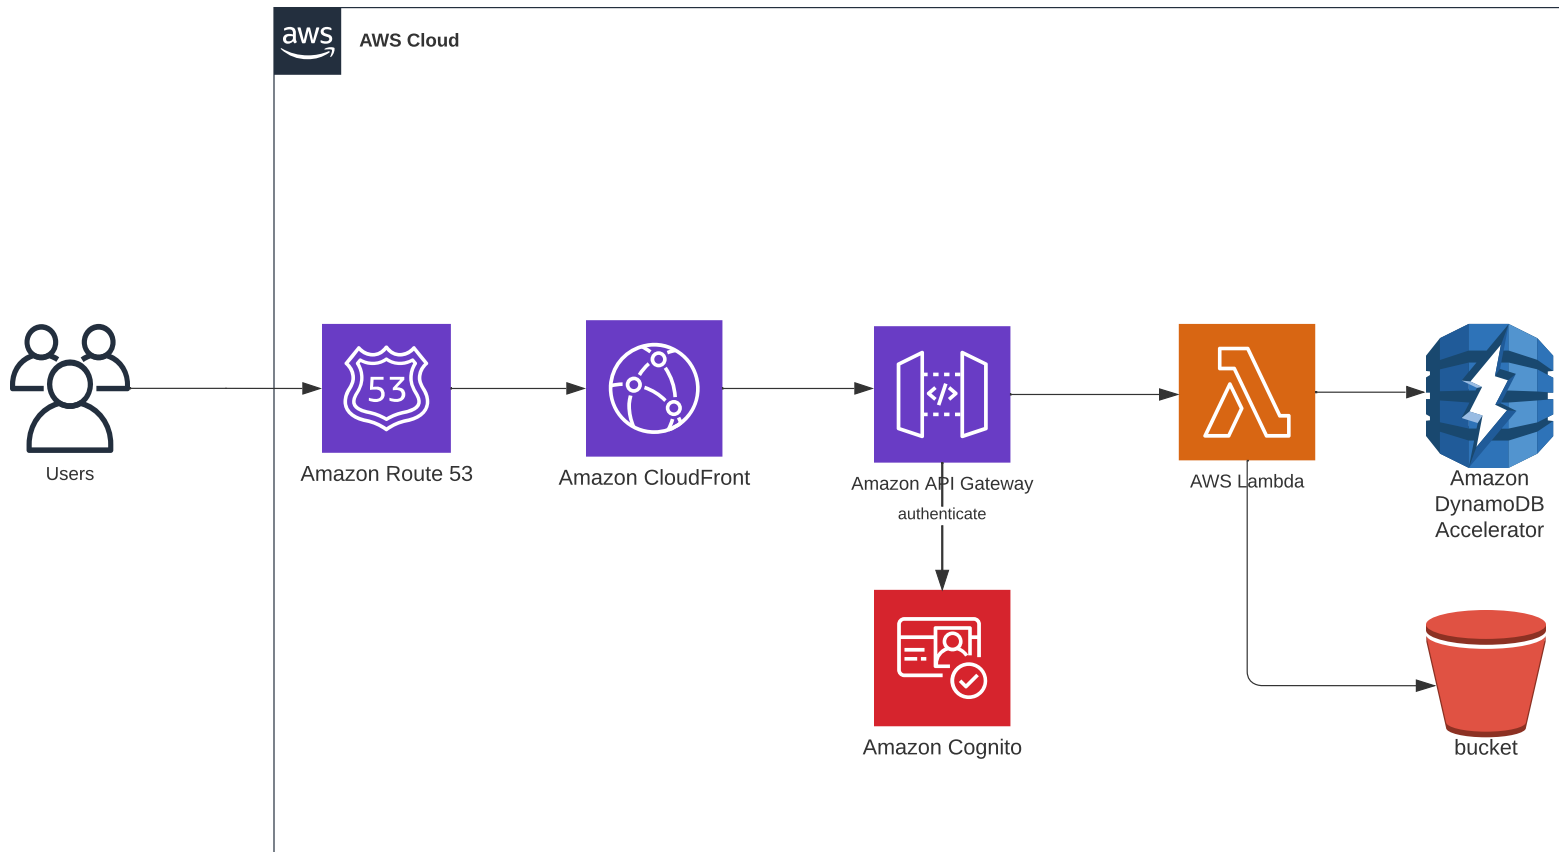 aws
AWS Cloud
53
Users
Amazon Route 53
Amazon CloudFront
</>
Amazon API Gateway
authenticate
AWS Lambda
Amazon
DynamoDB
Accelerator
Amazon Cognito
bucket